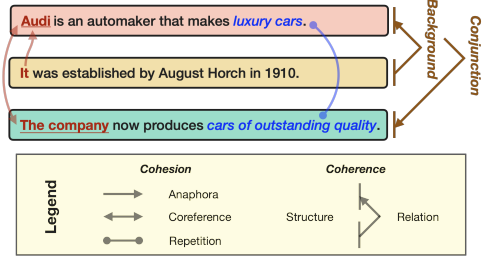 Audi is an automaker that makes luxury cars.
It was established by August Horch in 1910.
The company now produces cars of outstanding quality.
Background
Conjunction
Legend
Cohesion
Anaphora
Coreference
Repetition
Coherence
Structure
Relation